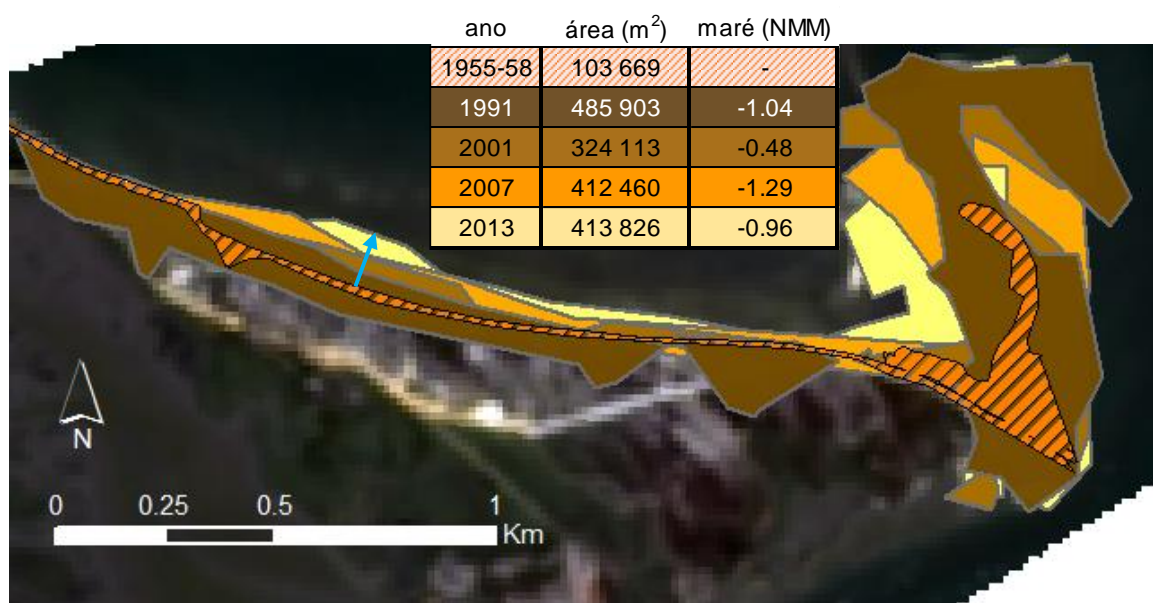 ano área (m²) maré (NMM)
1955-58 103 669 -
1991 485 903 -1.04
2001 324 113 -0.48
2007 412 460 -1.29
2013 413 826 -0.96
N
0 0.25 0.5 1
Km